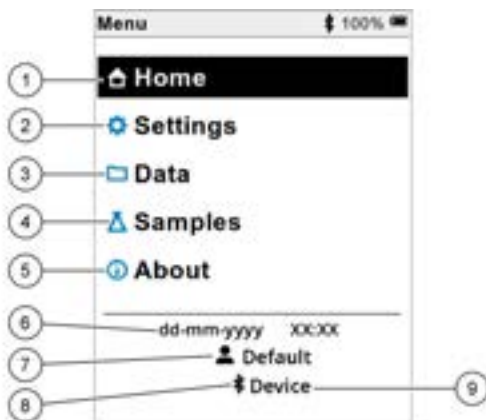 Menu 100%
1 Home
2 Settings
3 Data
4 Samples
5 About
6 dd-mm-yyyy XX:XX
7 Default
8 Device 9